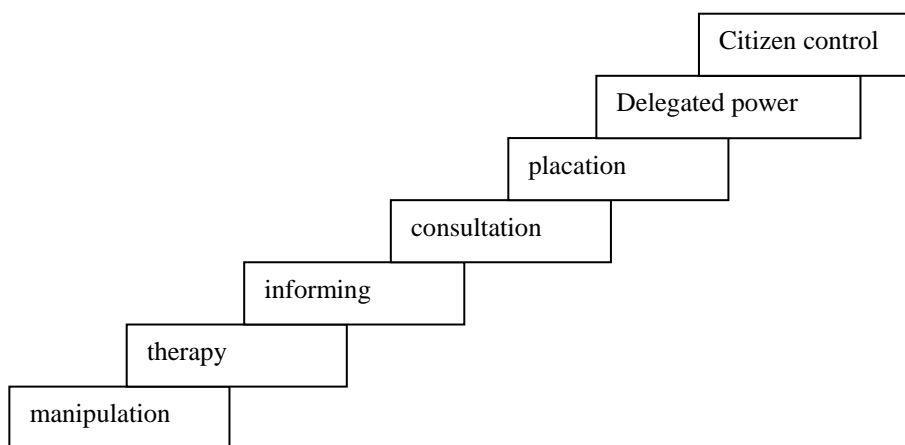 Citizen control
Delegated power
placation
consultation
informing
therapy
manipulation